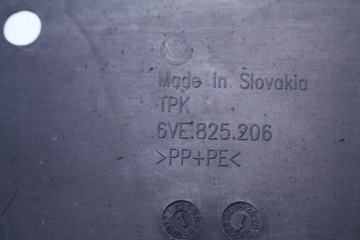 Made in Slovakia
TPK
6VE.825.206
>PP+PE<